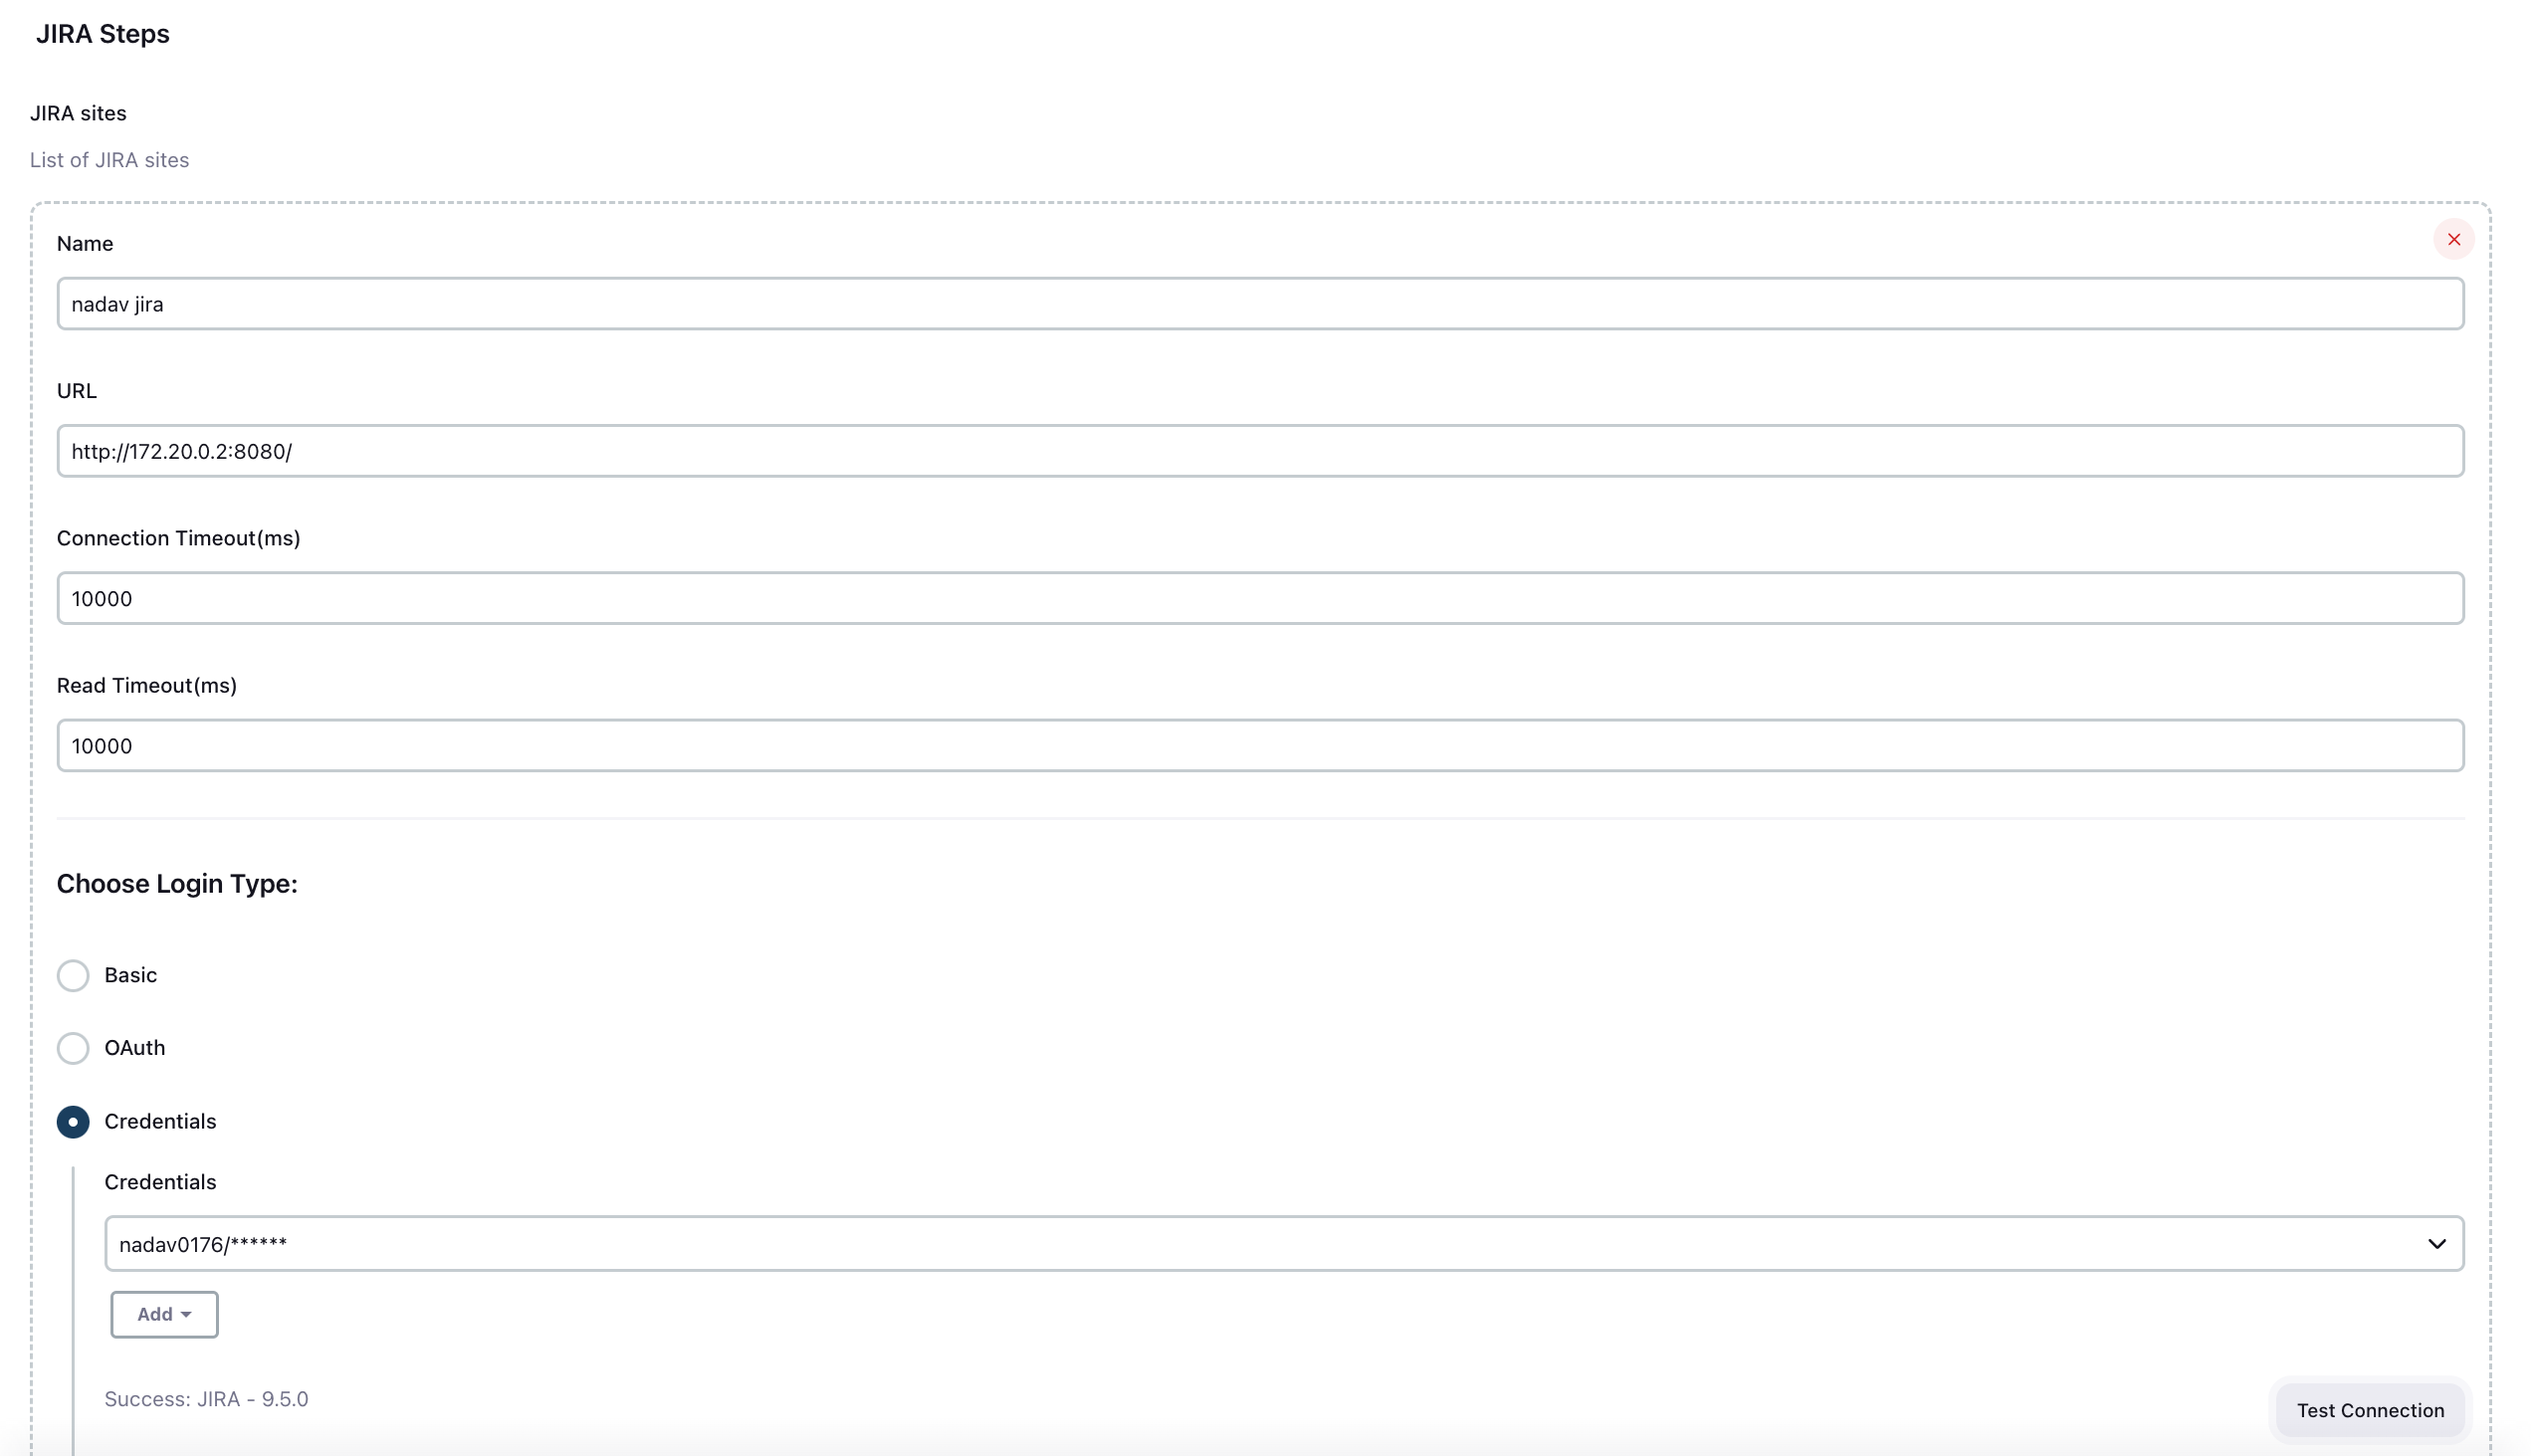 JIRA Steps
JIRA sites
List of JIRA sites
Name
nadav jira
URL
http://172.20.0.2:8080/
Connection Timeout(ms)
10000
Read Timeout(ms)
10000
Choose Login Type:
Basic
OAuth
Credentials
Credentials
nadav0176/******
Add
Success: JIRA - 9.5.0
Test Connection